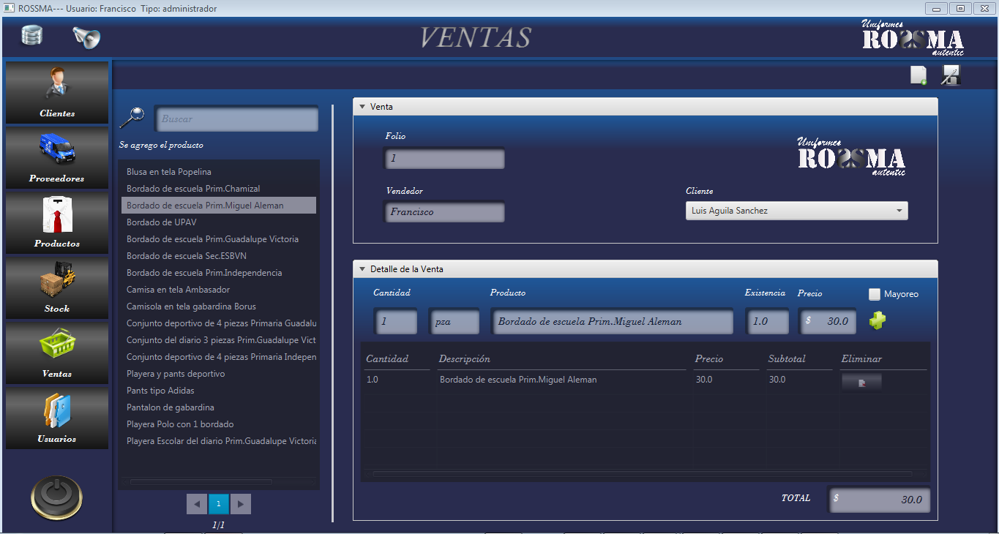 ROSSMA--- Usuario: Francisco Tipo: administrador
VENTAS
Uniformes
ROSSMA
autentic
Clientes
Proveedores
Productos
Stock
Ventas
Usuarios
Buscar
Se agrego el producto
Blusa en tela Popelina
Bordado de escuela Prim.Chamizal
Bordado de escuela Prim.Miguel Aleman
Bordado de UPAV
Bordado de escuela Prim.Guadalupe Victoria
Bordado de escuela Sec.ESBVN
Bordado de escuela Prim.Independencia
Camisa en tela Ambasador
Camisola en tela gabardina Borus
Conjunto deportivo de 4 piezas Primaria Guadalu
Conjunto del diario 3 piezas Prim.Guadalupe Vict
Conjunto deportivo de 4 piezas Primaria Indepen
Playera y pants deportivo
Pants tipo Adidas
Pantalon de gabardina
Playera Polo con 1 bordado
Playera Escolar del diario Prim.Guadalupe Victoria
1
1/1
Venta
Folio
1
Vendedor
Francisco
Uniformes
ROSSMA
autentic
Cliente
Luis Aguila Sanchez
Detalle de la Venta
Cantidad Producto Existencia Precio Mayoreo
1 pza Bordado de escuela Prim.Miguel Aleman 1.0 $ 30.0
Cantidad Descripción Precio Subtotal Eliminar
1.0 Bordado de escuela Prim.Miguel Aleman 30.0 30.0
TOTAL $ 30.0